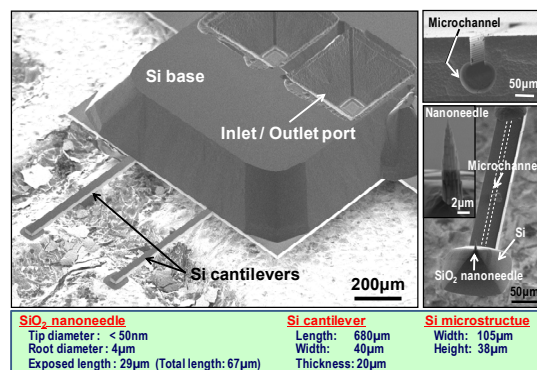 Si base
Inlet / Outlet port
Si cantilevers
200µm
Microchannel
50µm
Nanoneedle
Microchannel
2µm
Si
SiO2 nanoneedle
50µm
SiO2 nanoneedle
Tip diameter : < 50nm
Root diameter : 4µm
Exposed length : 29µm (Total length: 67µm)
Si cantilever
Length: 680µm
Width: 40µm
Thickness: 20µm
Si microstructue
Width: 105µm
Height: 38µm